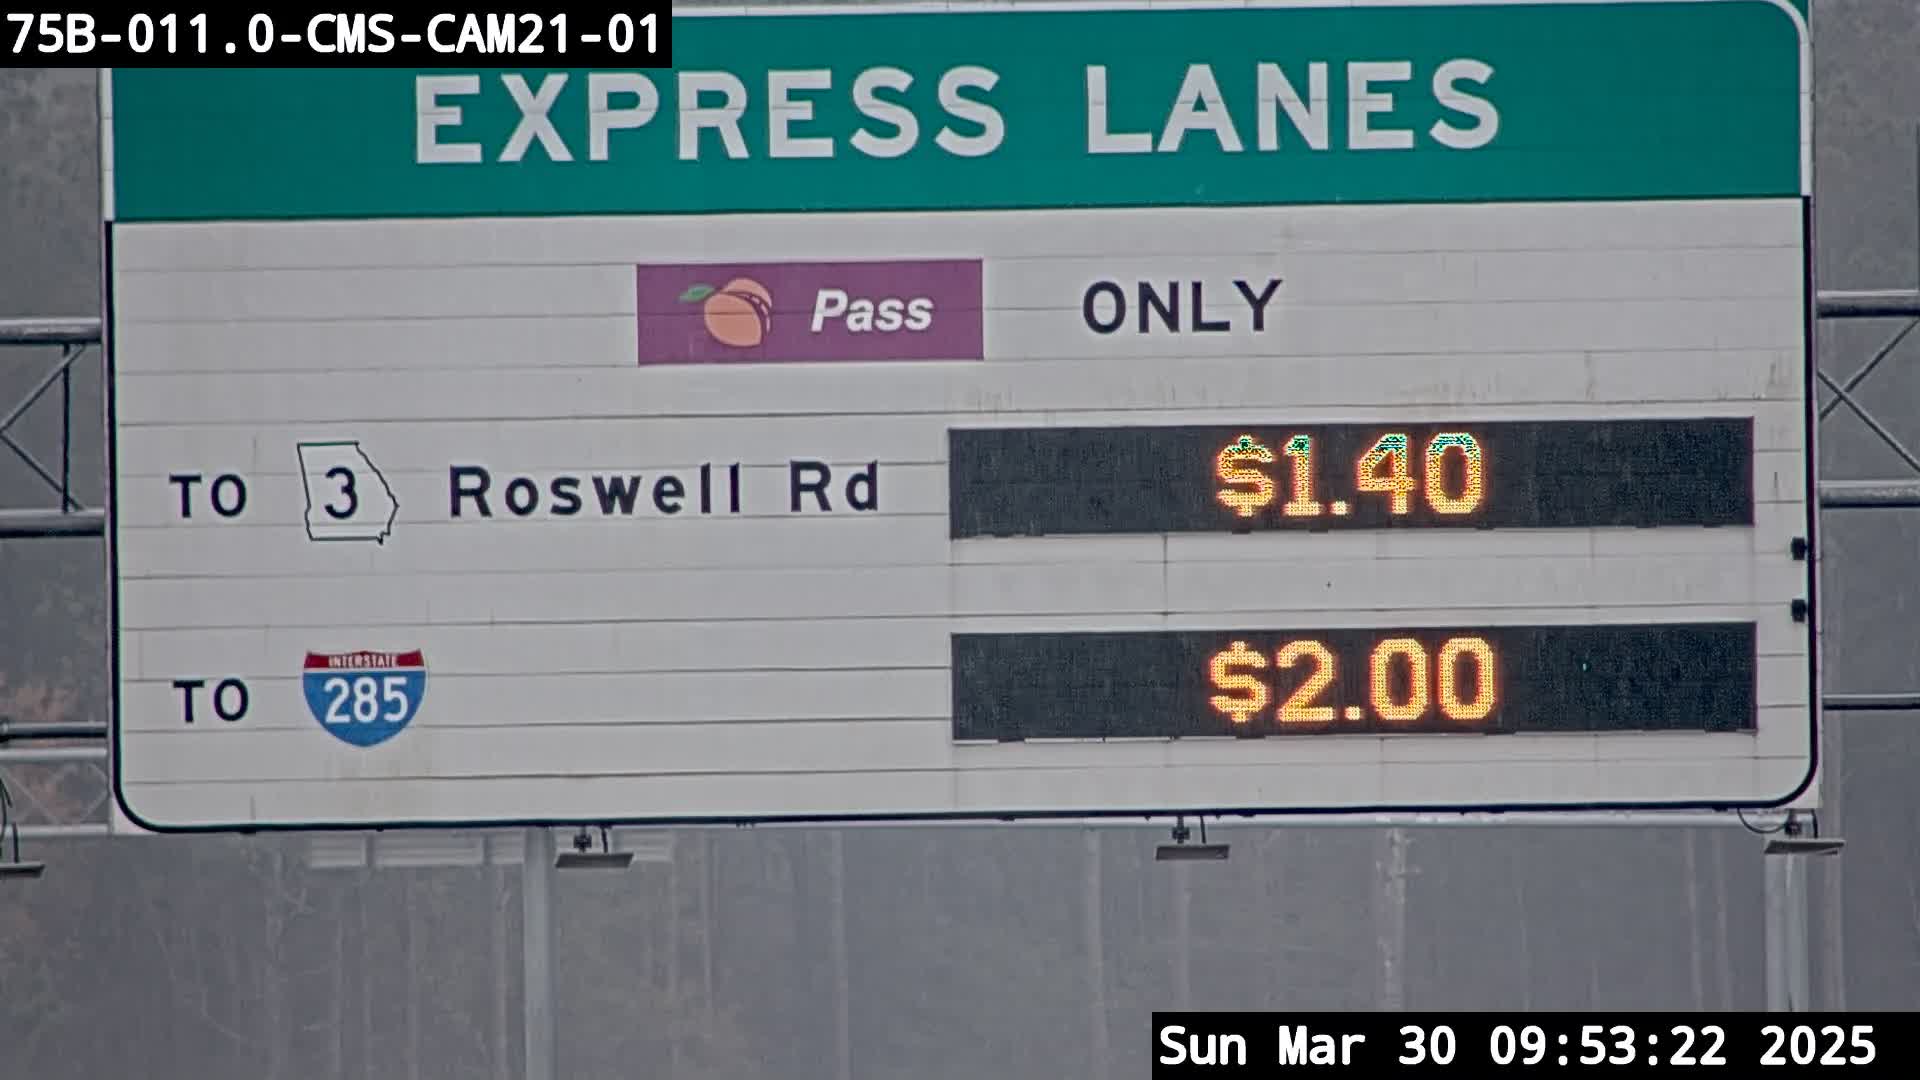 75B-011.0-CMS-CAM21-01
EXPRESS LANES
Pass ONLY
TO 3 Roswell Rd $1.40
TO INTERSTATE 285 $2.00
Sun Mar 30 09:53:22 2025